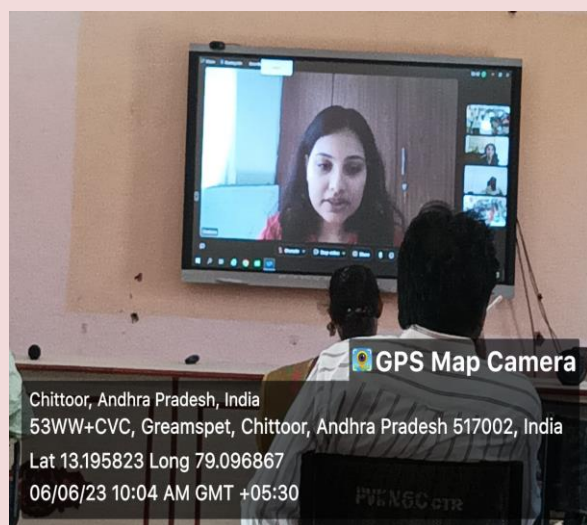 GPS Map Camera
Chittoor, Andhra Pradesh, India
53WW+CVC, Greamspet, Chittoor, Andhra Pradesh 517002, India
Lat 13.195823 Long 79.096867
06/06/23 10:04 AM GMT +05:30
PVKNGC CTR